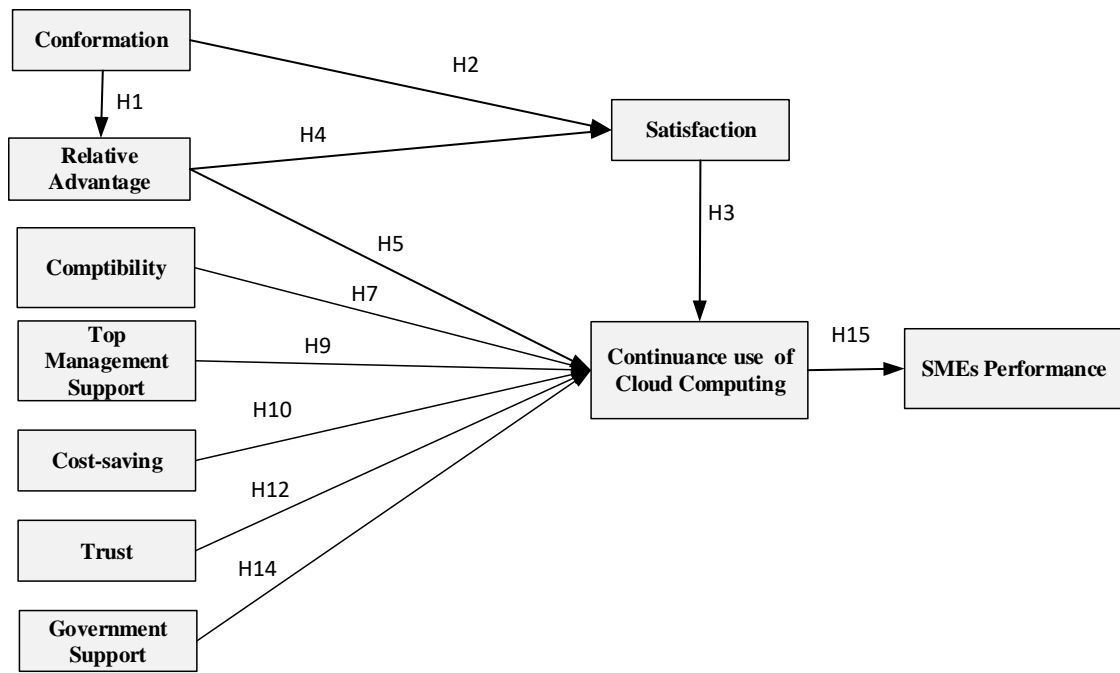 Conformation
H2
H1
Satisfaction
H4
Relative
Advantage
H3
H5
Comptibility
H7
Top
Management
Support
H9
Continuance use of
Cloud Computing
H15
SMEs Performance
H10
Cost-saving
H12
Trust
H14
Government
Support